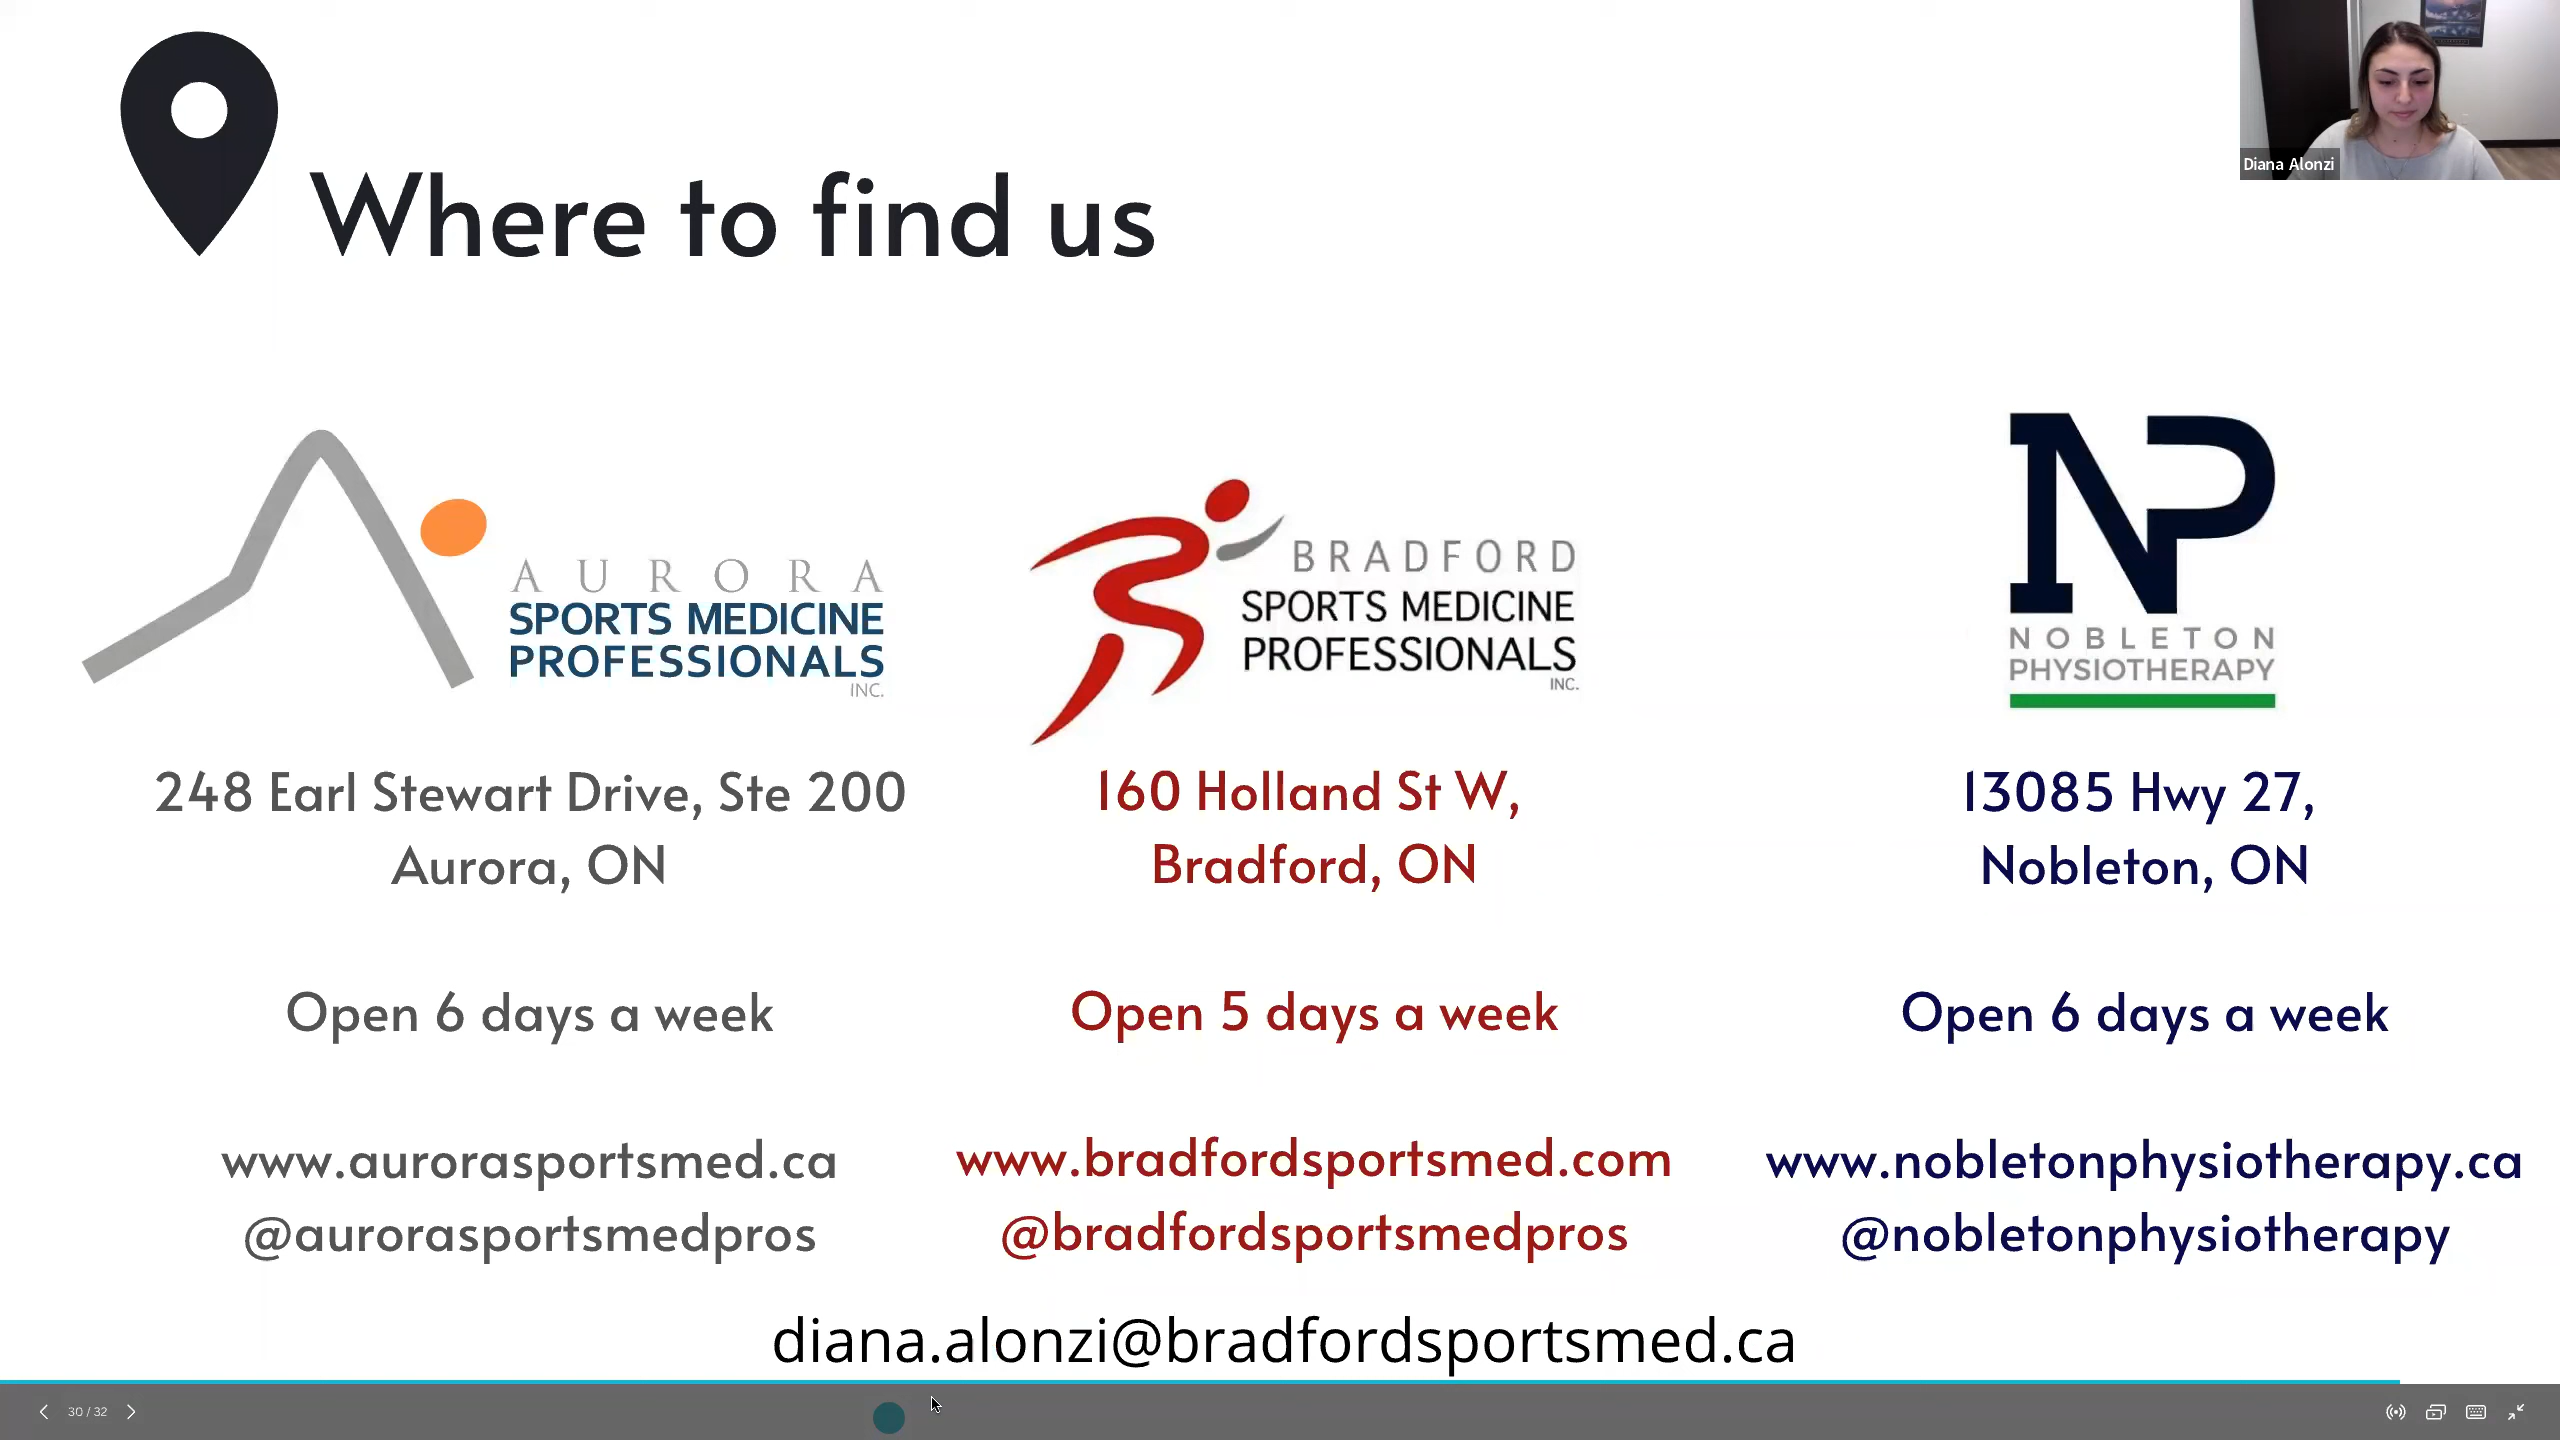 Where to find us
Diana Alonzi
AURORA
SPORTS MEDICINE
PROFESSIONALS
INC.
248 Earl Stewart Drive, Ste 200
Aurora, ON
Open 6 days a week
www.aurorasportsmed.ca
@aurorasportsmedpros
BRADFORD
SPORTS MEDICINE
PROFESSIONALS
INC.
160 Holland St W,
Bradford, ON
Open 5 days a week
www.bradfordsportsmed.com
@bradfordsportsmedpros
NP
NOBLETON
PHYSIOTHERAPY
13085 Hwy 27,
Nobleton, ON
Open 6 days a week
www.nobletonphysiotherapy.ca
@nobletonphysiotherapy
diana.alonzi@bradfordsportsmed.ca
30 / 32